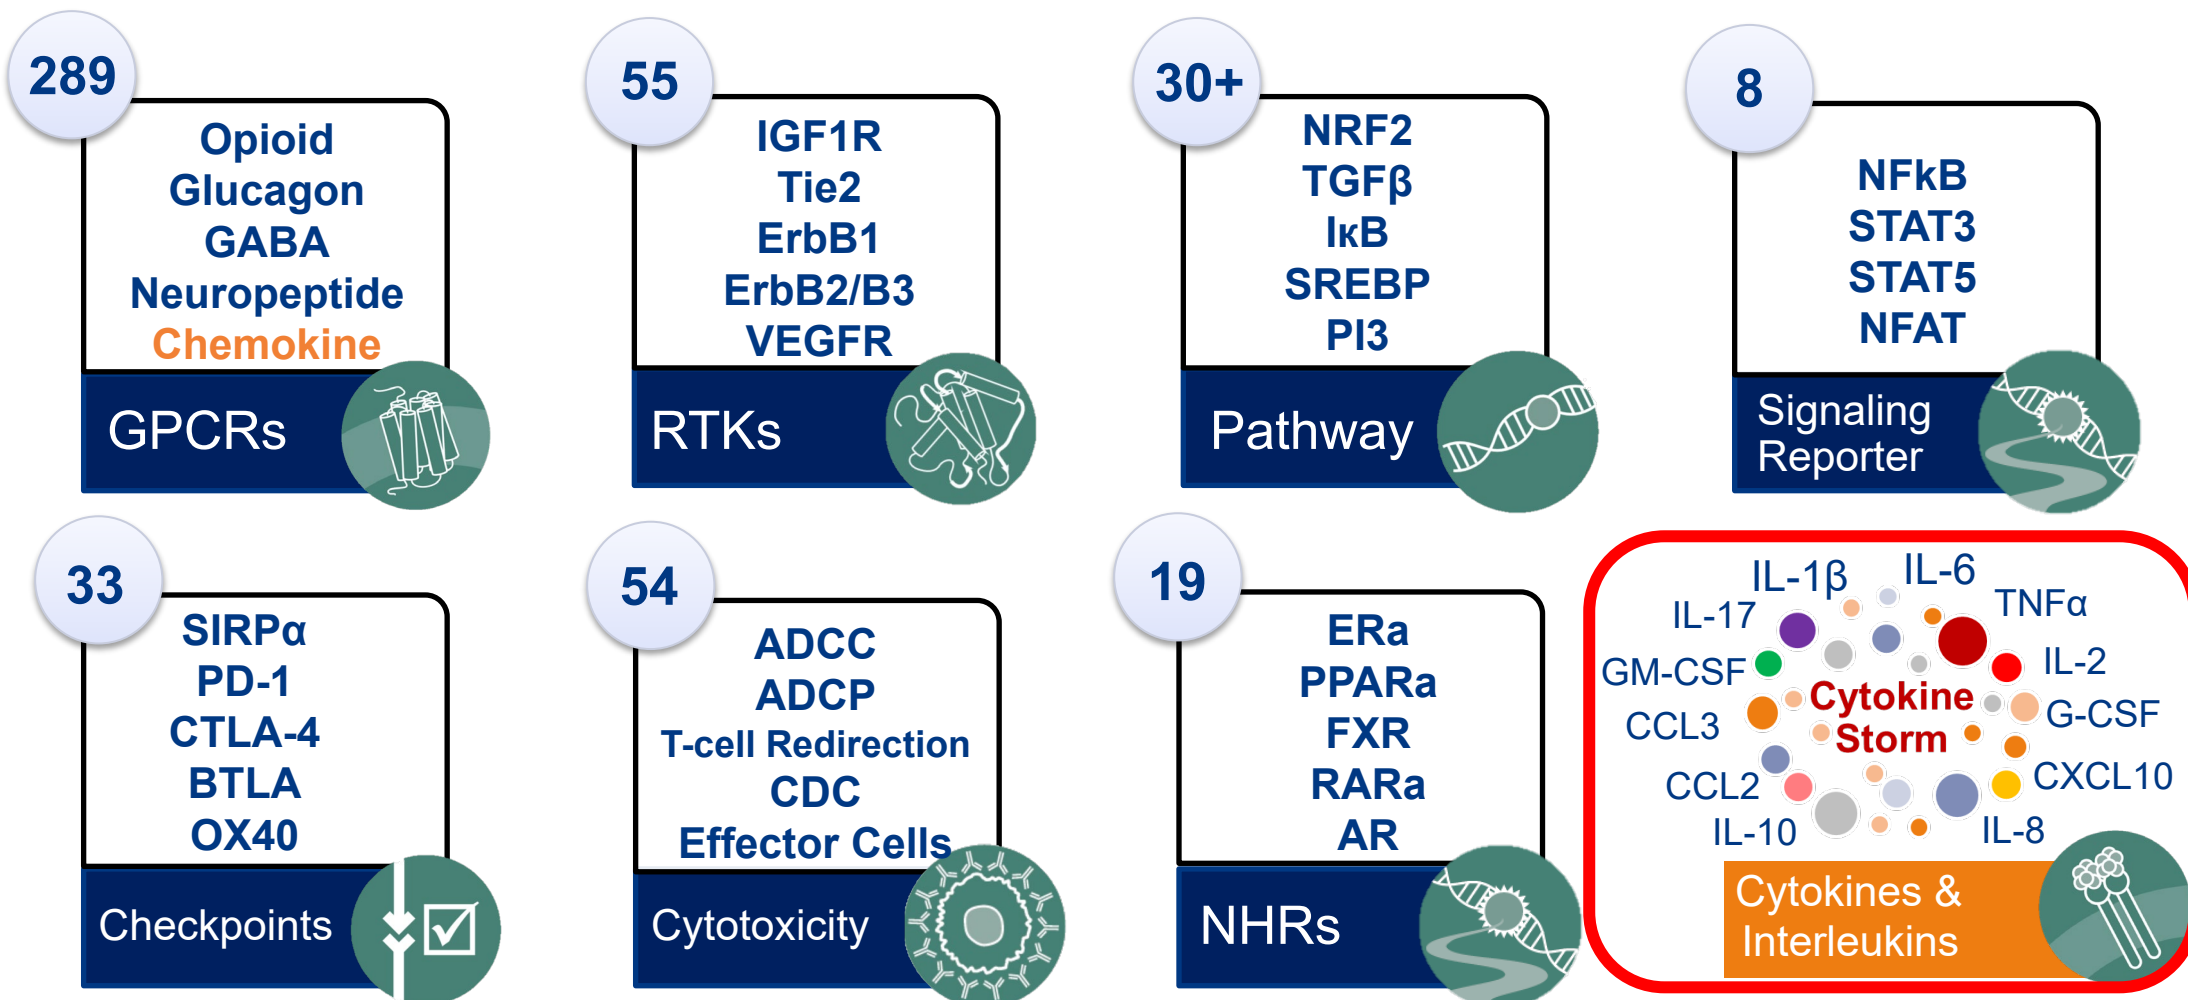 289
Opioid
Glucagon
GABA
Neuropeptide
Chemokine
GPCRs
55
IGF1R
Tie2
ErbB1
ErbB2/B3
VEGFR
RTKs
30+
NRF2
TGFβ
IκB
SREBP
PI3
Pathway
8
NFkB
STAT3
STAT5
NFAT
Signaling
Reporter
33
SIRPα
PD-1
CTLA-4
BTLA
OX40
Checkpoints
54
ADCC
ADCP
T-cell Redirection
CDC
Effector Cells
Cytotoxicity
19
ERa
PPARa
FXR
RARa
AR
NHRs
IL-1β
IL-6
IL-17
TNFα
GM-CSF
IL-2
Cytokine
Storm
CCL3
G-CSF
CCL2
CXCL10
IL-10
IL-8
Cytokines &
Interleukins